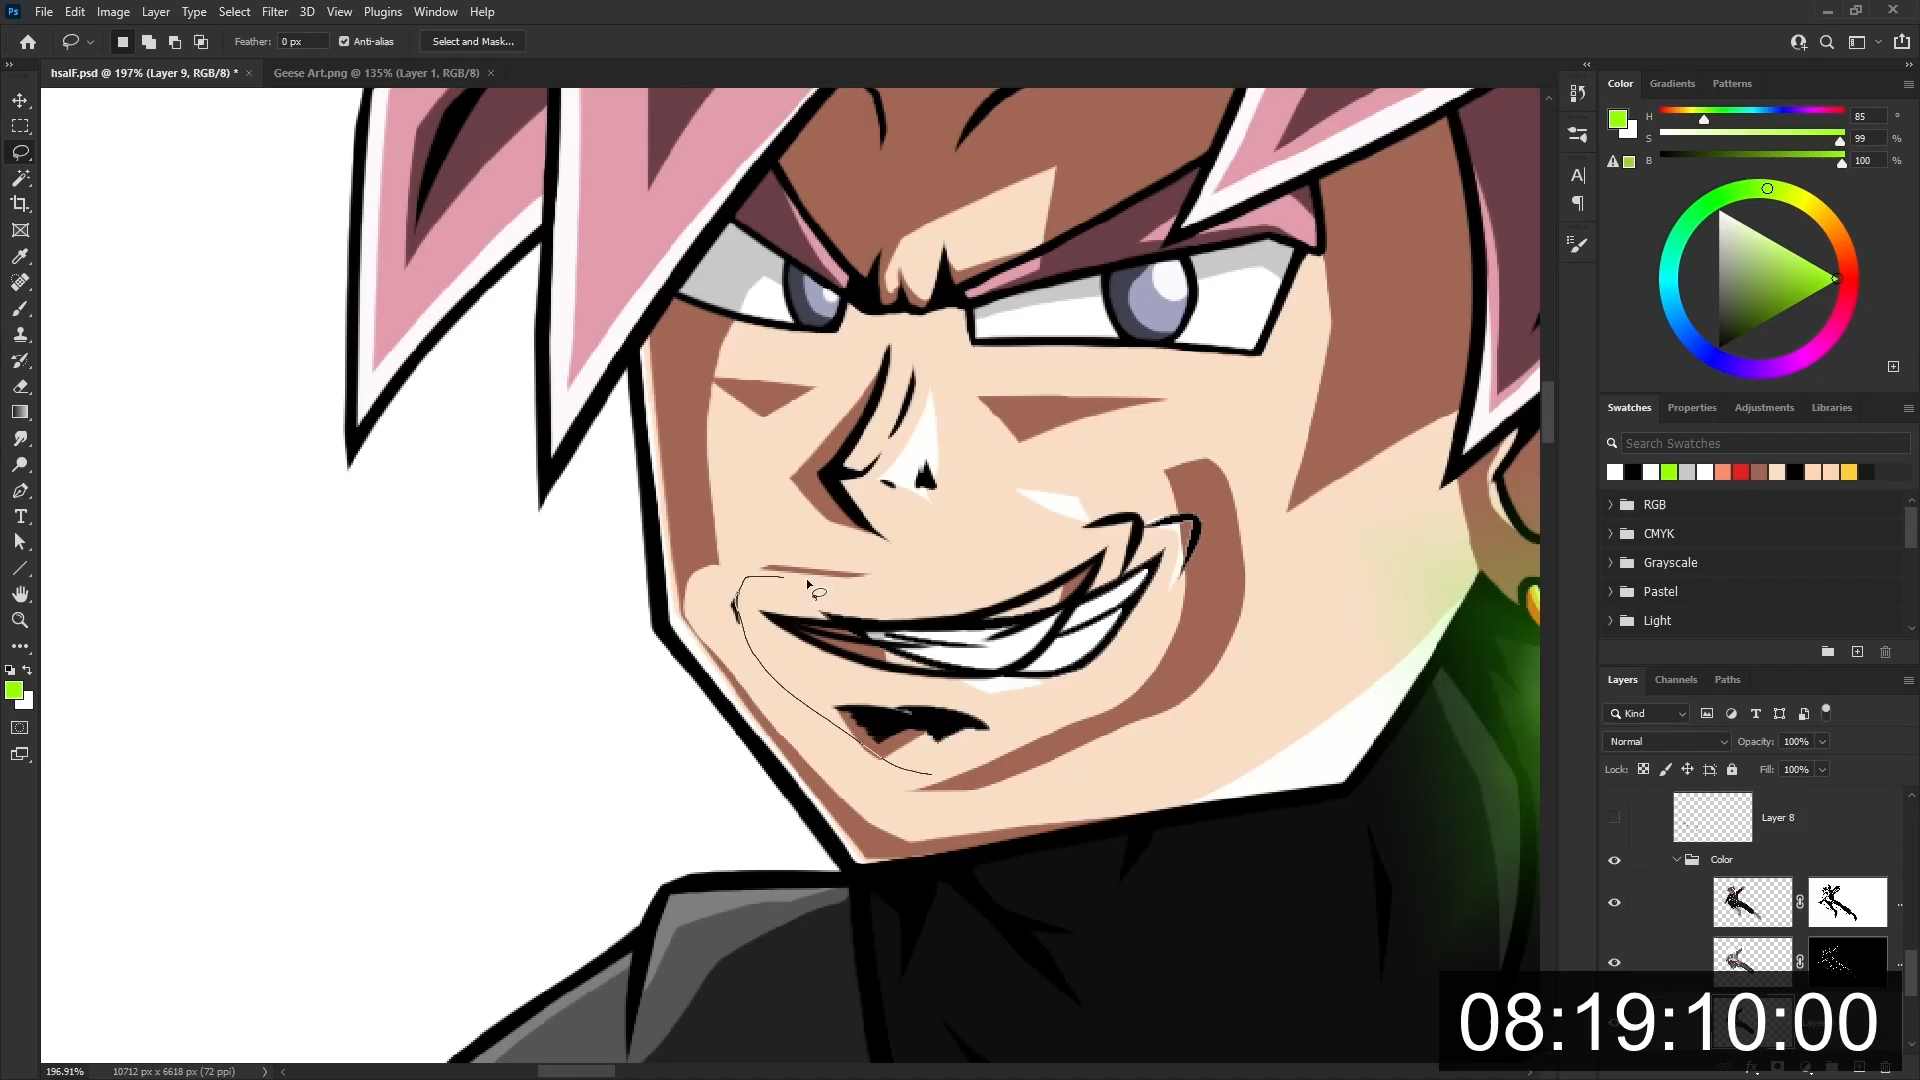 Ps File Edit Image Layer Type Select Filter 3D View Plugins Window Help
Feather: 0 px Anti-alias Select and Mask...
hsalF.psd @ 197% (Layer 9, RGB/8) * × Geese Art.png @ 135% (Layer 1, RGB/8) ×
Color Gradients Patterns
H 85 °
S 99 %
B 100 %
Swatches Properties Adjustments Libraries
Search Swatches
RGB
CMYK
Grayscale
Pastel
Light
Layers Channels Paths
Kind
Normal Opacity: 100%
Lock: Fill: 100%
Layer 8
Color
08:19:10:00
196.91% 10712 px x 6618 px (72 ppi)